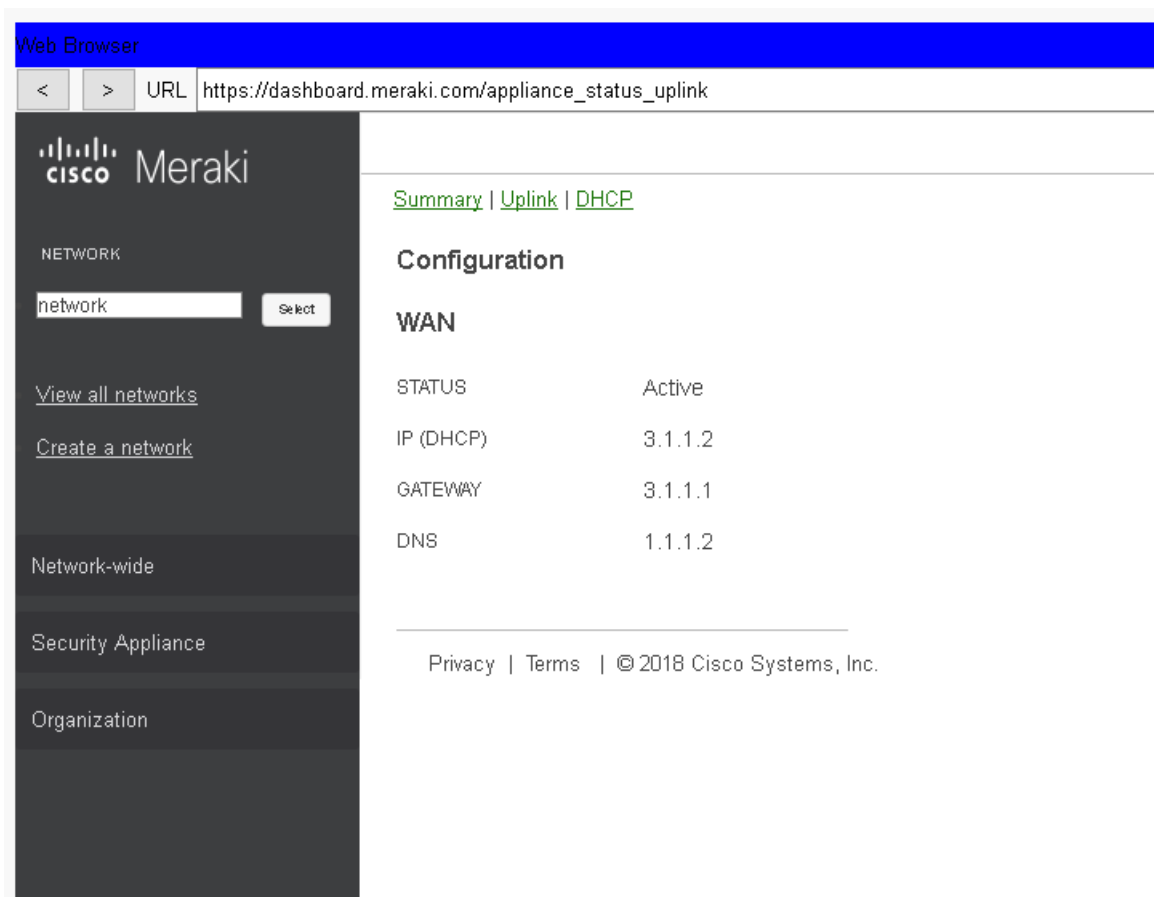 Web Browser
< > URL https://dashboard.meraki.com/appliance_status_uplink
CISCO Meraki
NETWORK
network Select
View all networks
Create a network
Network-wide
Security Appliance
Organization
Summary | Uplink | DHCP
Configuration
WAN
STATUS Active
IP (DHCP) 3.1.1.2
GATEWAY 3.1.1.1
DNS 1.1.1.2
Privacy | Terms | © 2018 Cisco Systems, Inc.